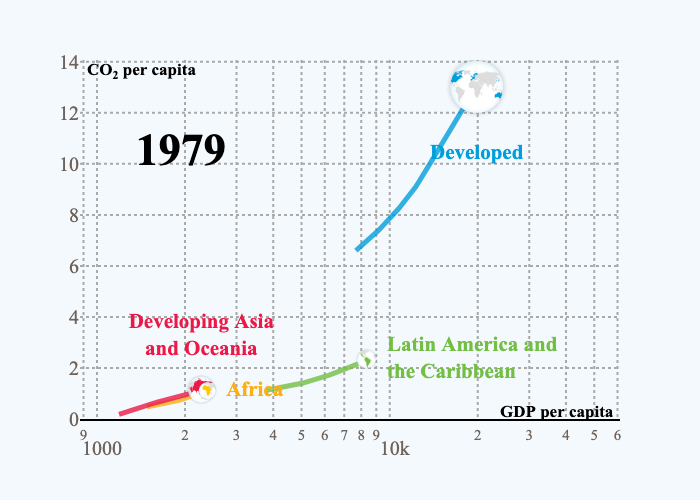 14
CO₂ per capita
12
1979
10
Developed
8
6
4
Developing Asia
and Oceania
Latin America and
the Caribbean
2
Africa
GDP per capita
0
9 2 3 4 5 6 7 8 9 2 3 4 5 6
1000 10k